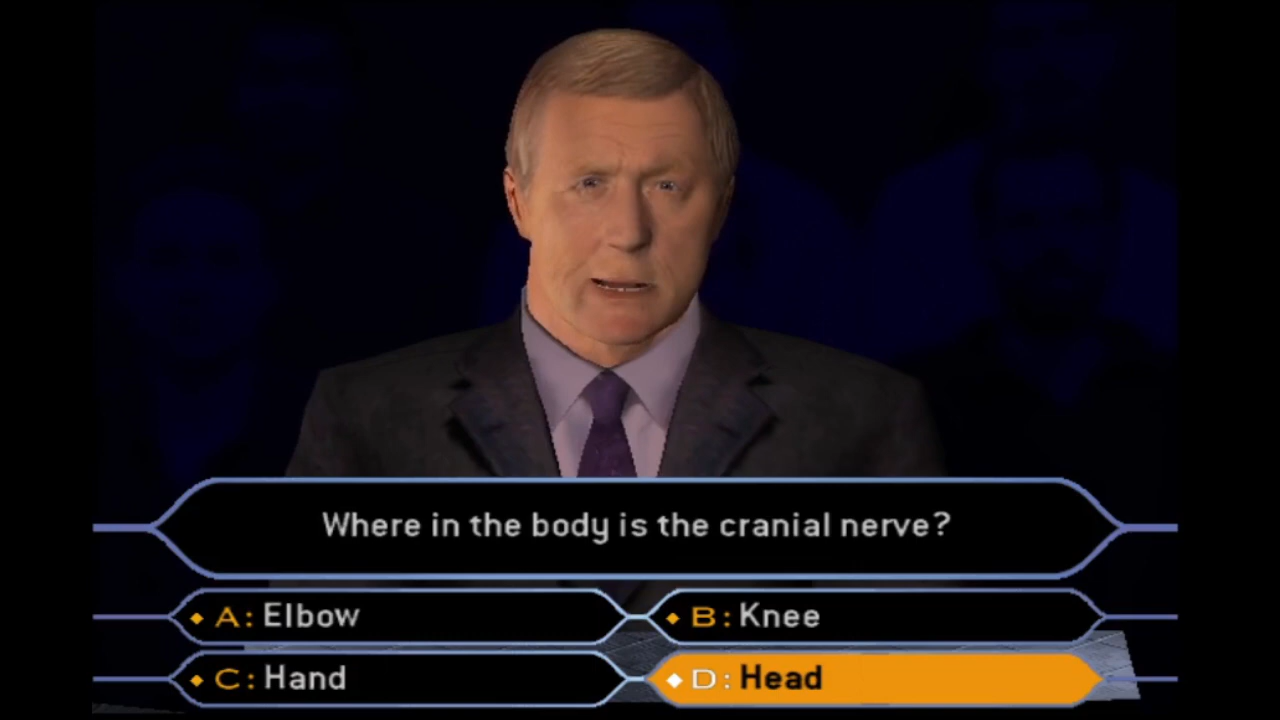 Where in the body is the cranial nerve?
A: Elbow
B: Knee
C: Hand
D: Head